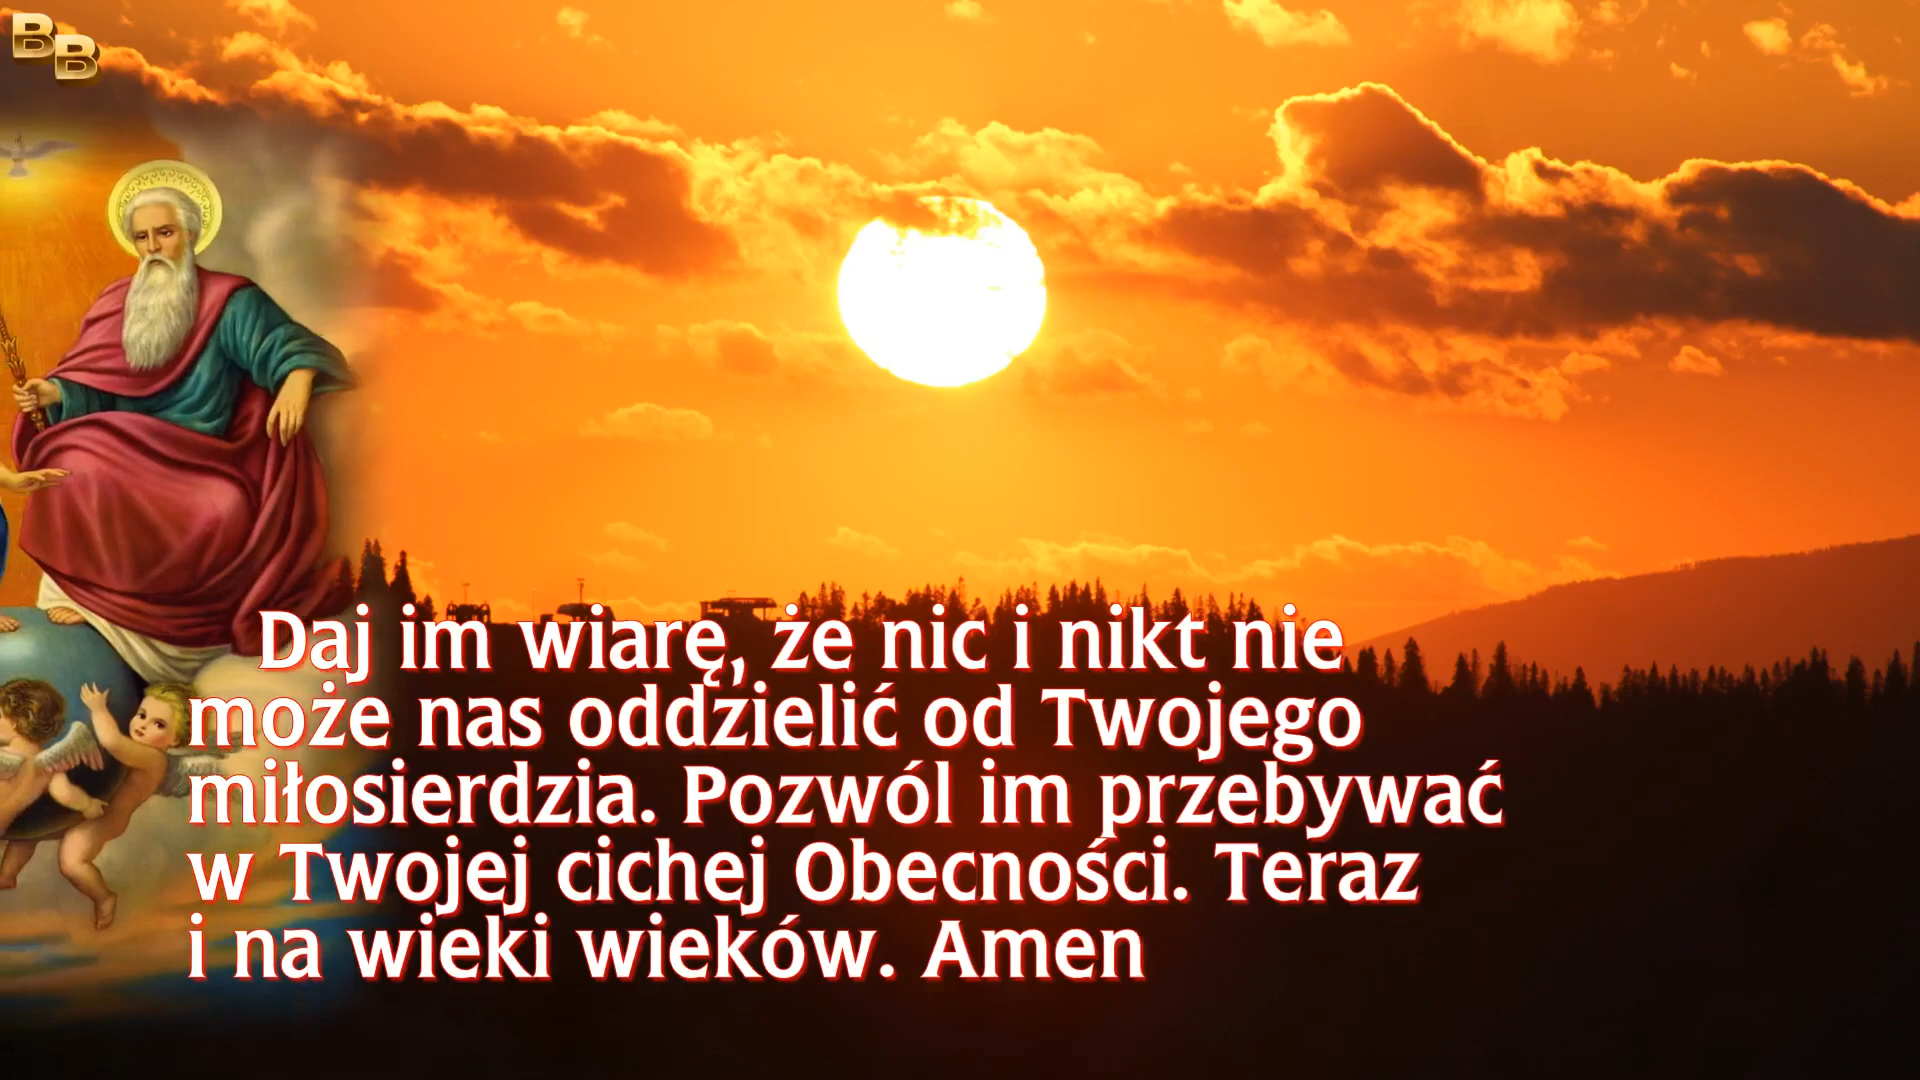 BB
Daj im wiarę, że nic i nikt nie
może nas oddzielić od Twojego
miłosierdzia. Pozwól im przebywać
w Twojej cichej Obecności. Teraz
i na wieki wieków. Amen